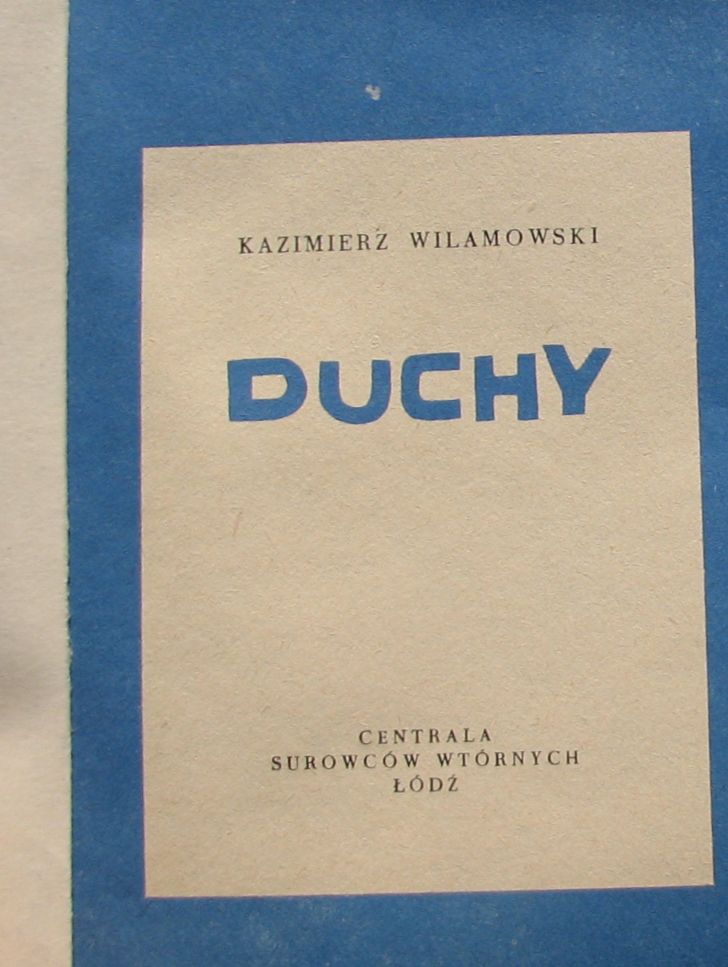 KAZIMIERZ WILAMOWSKI
DUCHY
CENTRALA
SUROWCÓW WTÓRNYCH
ŁÓDŹ